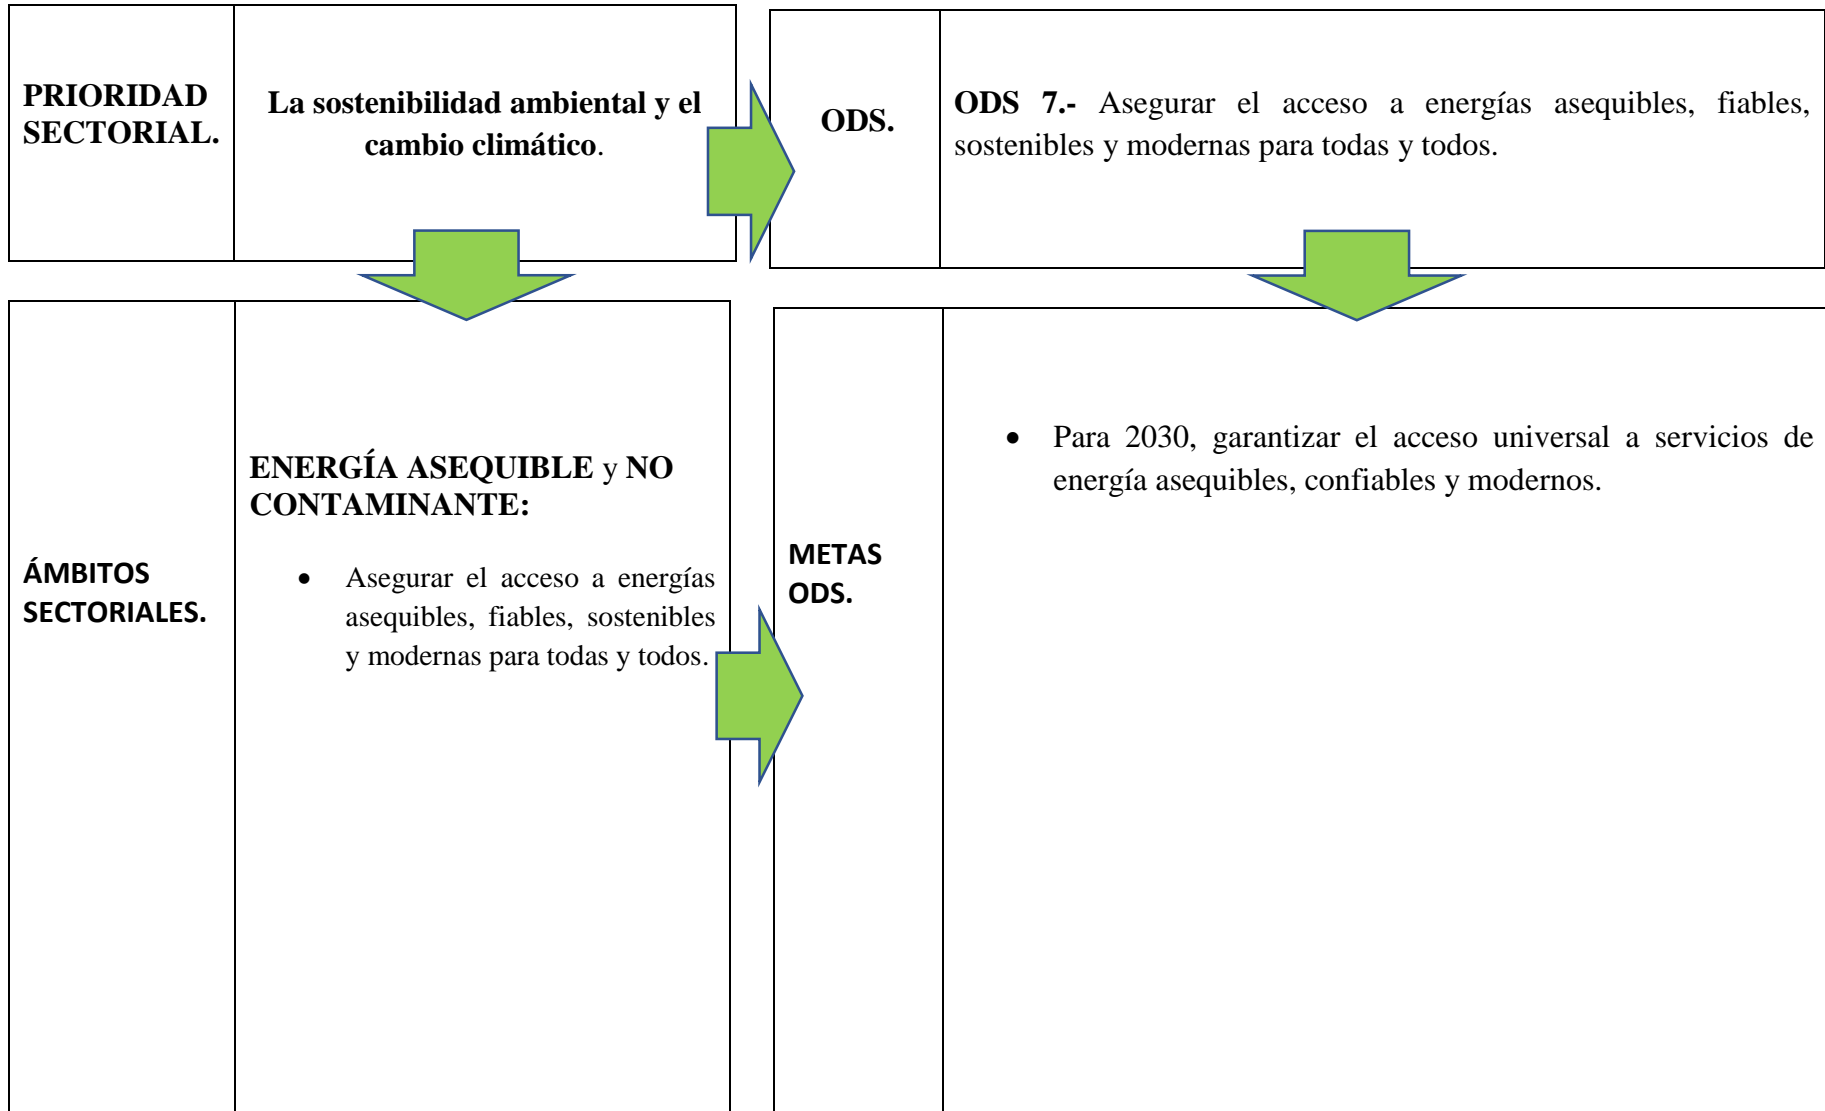 PRIORIDAD
SECTORIAL.
La sostenibilidad ambiental y el
cambio climático.
ODS.
ODS 7.- Asegurar el acceso a energías asequibles, fiables,
sostenibles y modernas para todas y todos.
ÁMBITOS
SECTORIALES.
ENERGÍA ASEQUIBLE y NO
CONTAMINANTE:
• Asegurar el acceso a energías
asequibles, fiables, sostenibles
y modernas para todas y todos.
METAS
ODS.
• Para 2030, garantizar el acceso universal a servicios de
energía asequibles, confiables y modernos.